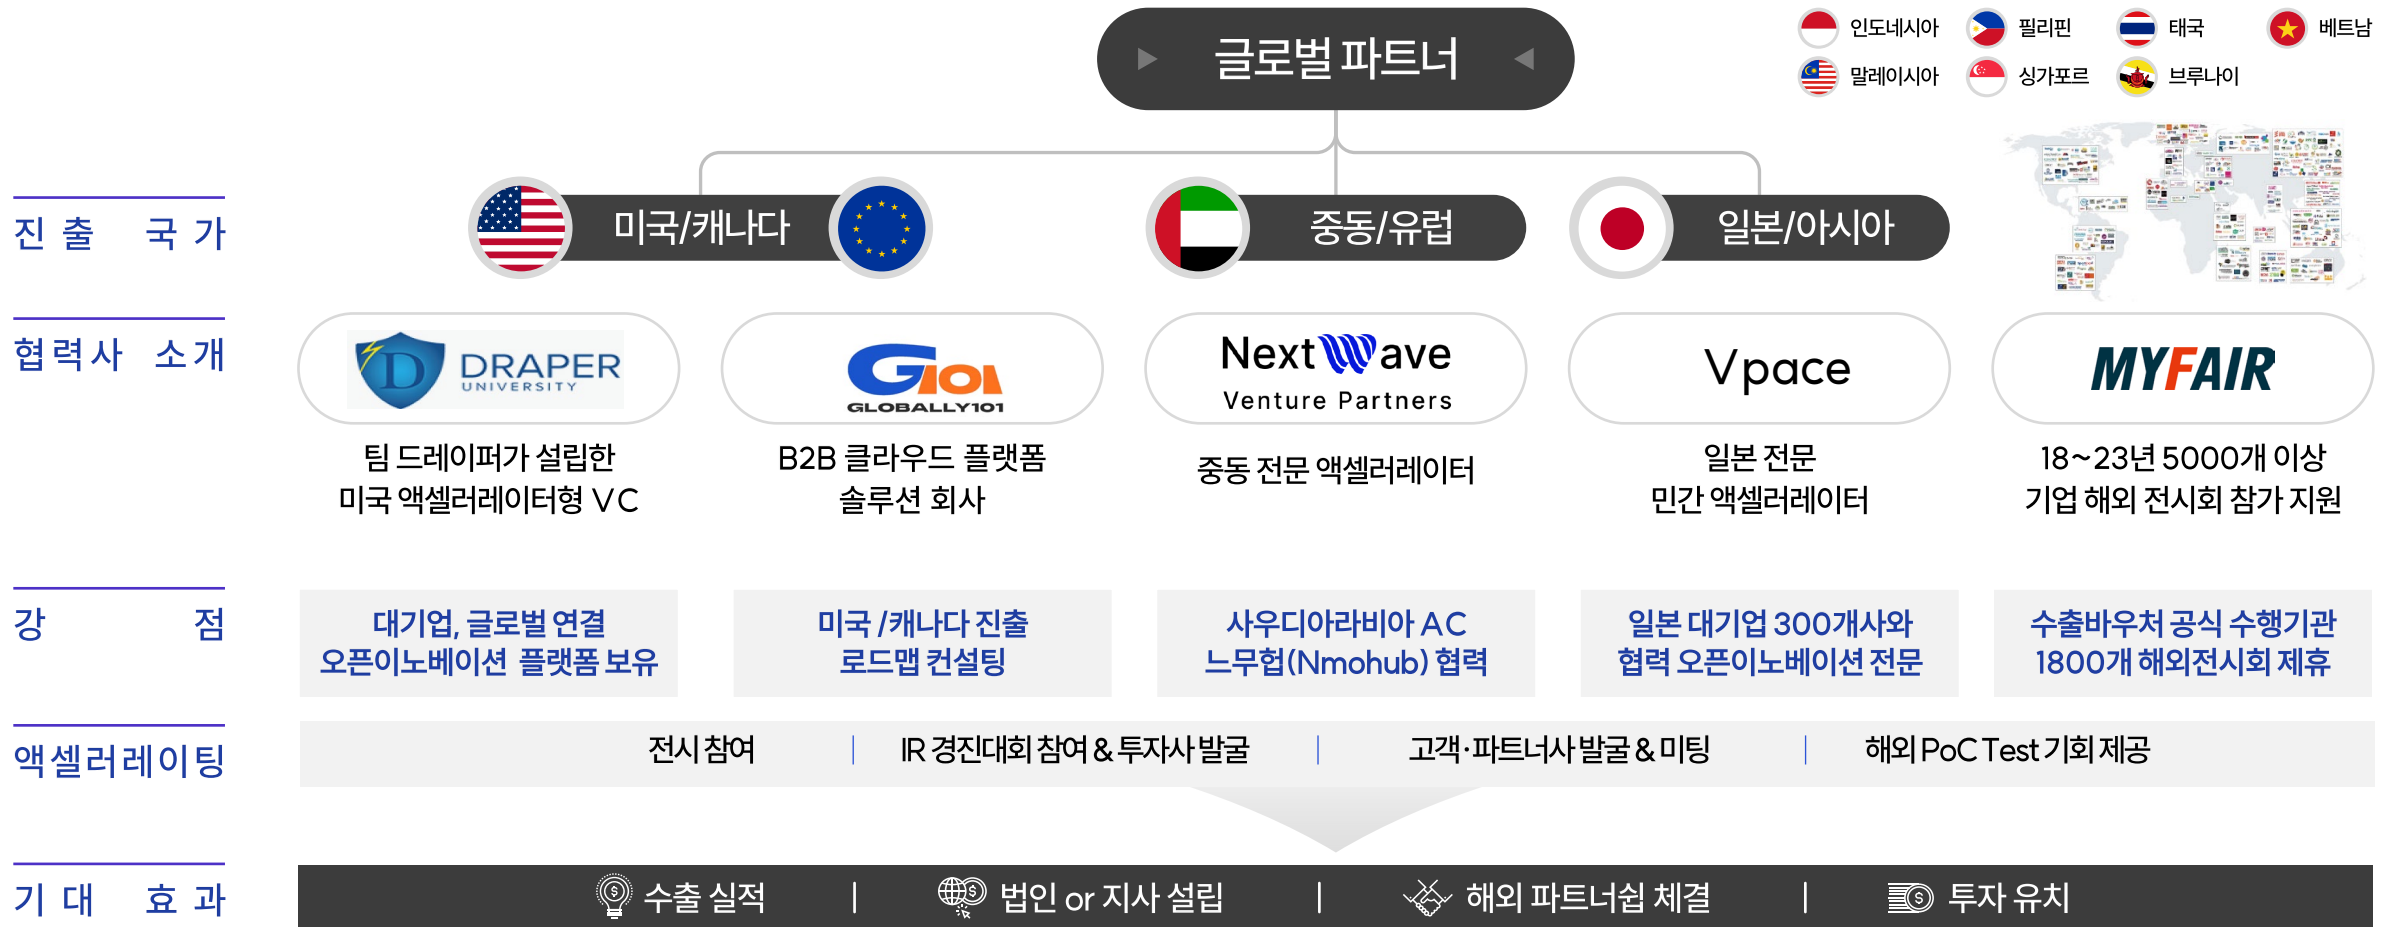 글로벌 파트너
인도네시아 필리핀 태국 베트남
말레이시아 싱가포르 브루나이
진출 국가
미국/캐나다
중동/유럽
일본/아시아
협력사 소개
DRAPER
UNIVERSITY
G101
GLOBALLY101
NextWave
Venture Partners
Vpace
MYFAIR
팀 드레이퍼가 설립한
미국 액셀러레이터형 VC
B2B 클라우드 플랫폼
솔루션 회사
중동 전문 액셀러레이터
일본 전문
민간 액셀러레이터
18~23년 5000개 이상
기업 해외 전시회 참가 지원
강점
대기업, 글로벌 연결
오픈이노베이션 플랫폼 보유
미국 /캐나다 진출
로드맵 컨설팅
사우디아라비아 AC
느무헙(Nmohub) 협력
일본 대기업 300개사와
협력 오픈이노베이션 전문
수출바우처 공식 수행기관
1800개 해외전시회 제휴
액셀러레이팅
전시 참여 | IR 경진대회 참여 & 투자사 발굴 | 고객·파트너사 발굴 & 미팅 | 해외 PoC Test 기회 제공
기대 효과
수출 실적 | 법인 or 지사 설립 | 해외 파트너쉽 체결 | 투자 유치